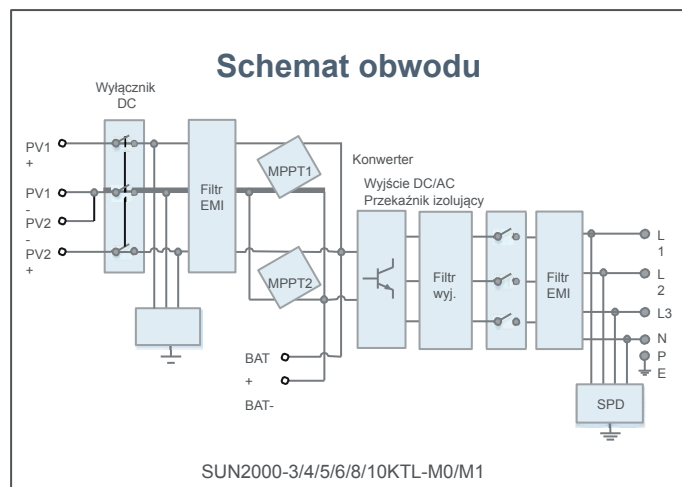 Schemat obwodu
Wyłącznik
DC
PV1
+
PV1
-
PV2
-
PV2
+
Filtr
EMI
MPPT1
MPPT2
BAT
+
BAT-
Konwerter
Wyjście DC/AC
Przekaźnik izolujący
Filtr
wyj.
Filtr
EMI
L
1
L
2
L3
N
P
E
SPD
SUN2000-3/4/5/6/8/10KTL-M0/M1